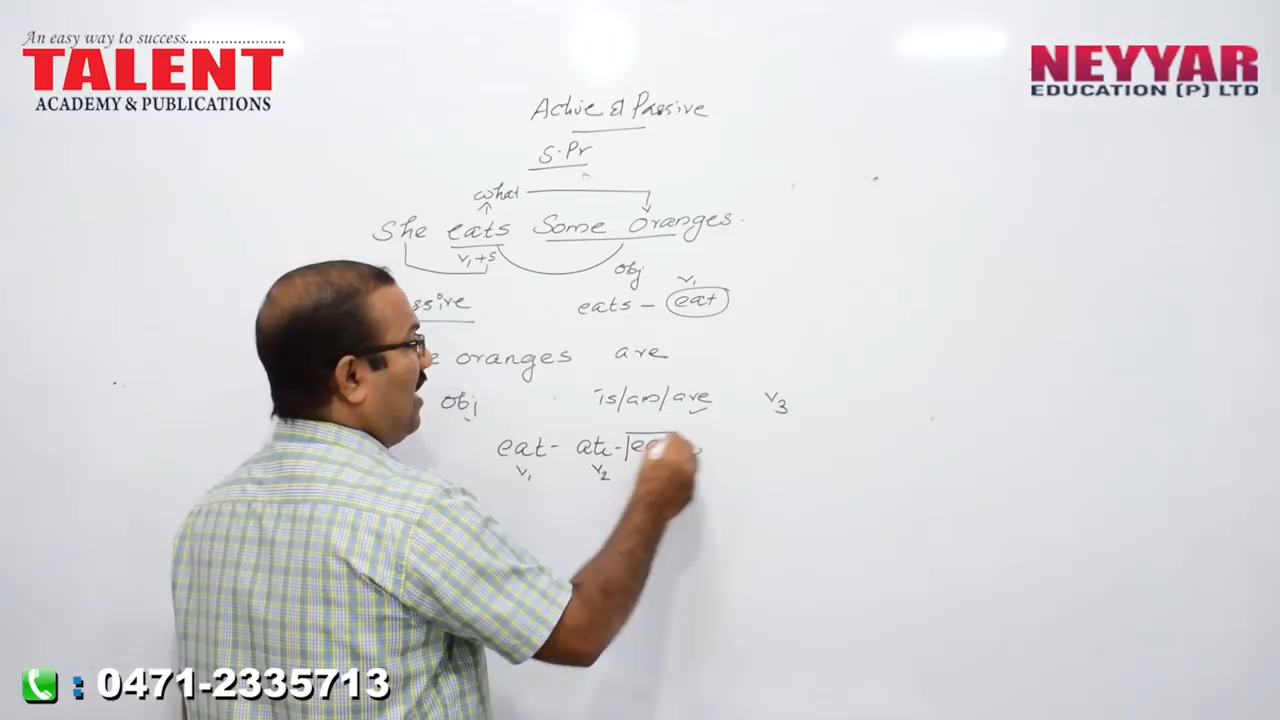 An easy way to success........................
TALENT
ACADEMY & PUBLICATIONS
NEYYAR
EDUCATION (P) LTD
Active & Passive
S.Pr
what
She eats Some oranges.
V1+s
obj
V1
ssive
eats - eat
e oranges are
obj is/am/are V3
eat - ate -
V1 V2
: 0471-2335713